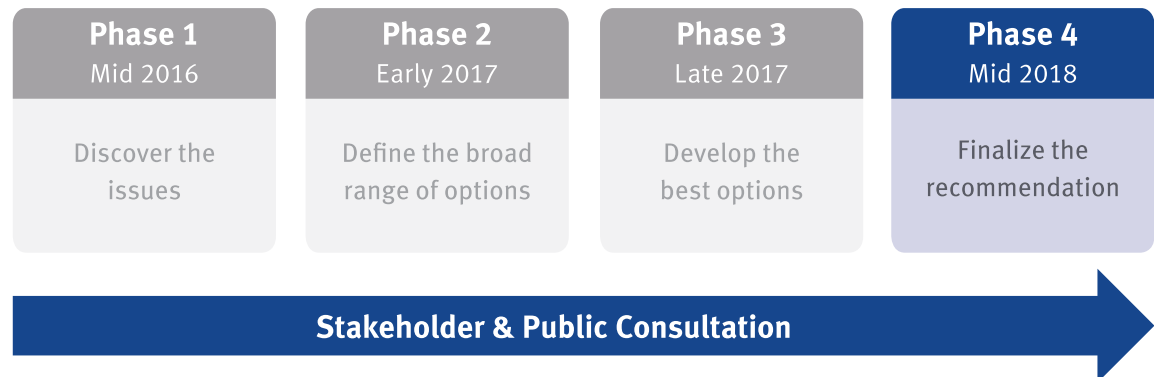 Phase 1
Mid 2016
Discover the
issues
Phase 2
Early 2017
Define the broad
range of options
Phase 3
Late 2017
Develop the
best options
Phase 4
Mid 2018
Finalize the
recommendation
Stakeholder & Public Consultation